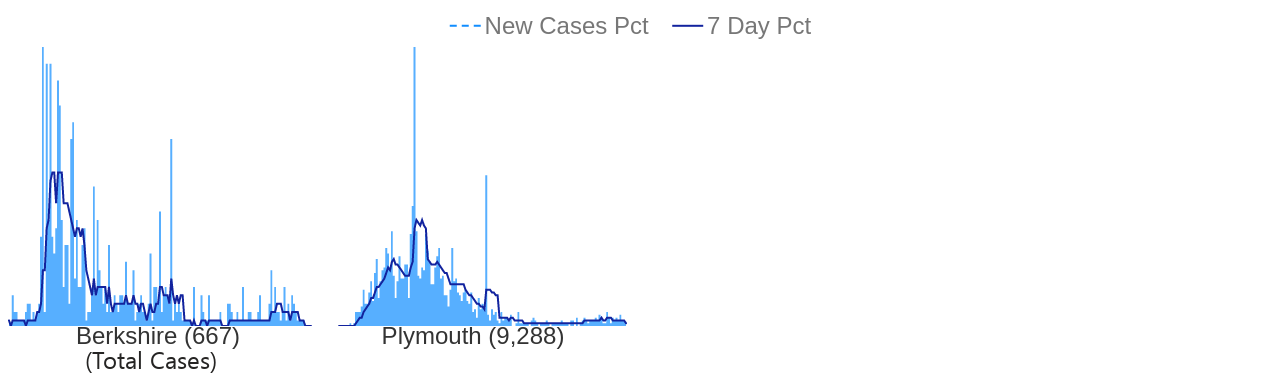 New Cases Pct 7 Day Pct
Berkshire (667) Plymouth (9,288)
(Total Cases)